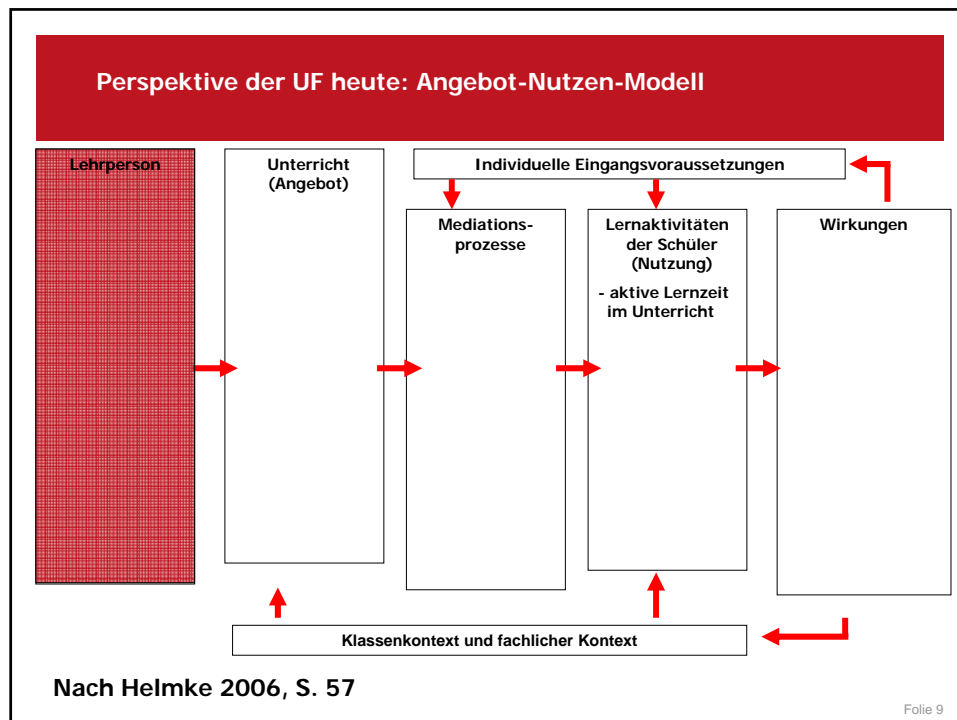 Perspektive der UF heute: Angebot-Nutzen-Modell
Lehrperson
Unterricht
(Angebot)
Individuelle Eingangsvoraussetzungen
Mediations-
prozesse
Lernaktivitäten
der Schüler
(Nutzung)
- aktive Lernzeit
im Unterricht
Wirkungen
Klassenkontext und fachlicher Kontext
Nach Helmke 2006, S. 57
Folie 9